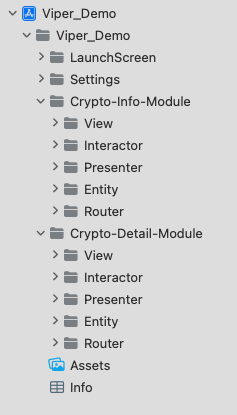 Viper_Demo
Viper_Demo
LaunchScreen
Settings
Crypto-Info-Module
View
Interactor
Presenter
Entity
Router
Crypto-Detail-Module
View
Interactor
Presenter
Entity
Router
Assets
Info